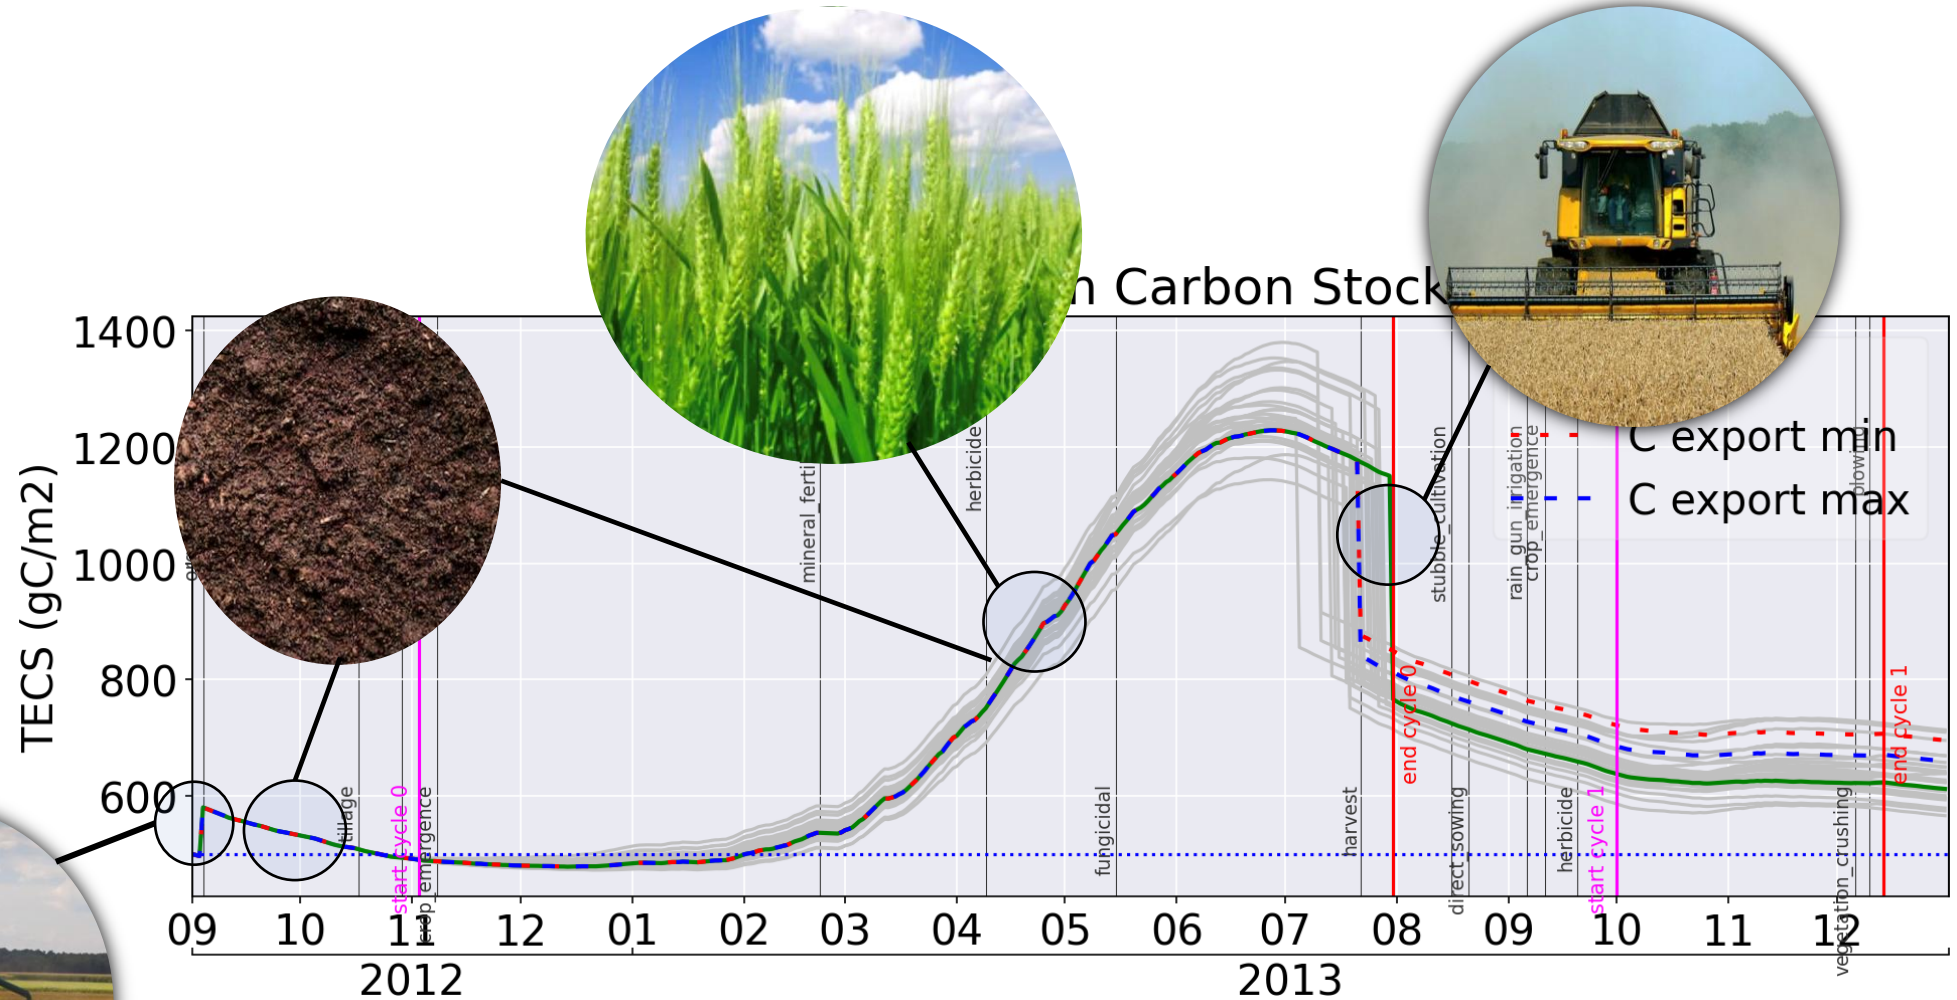 n Carbon Stock
TECS (gC/m2)
1400
1200
1000
800
600
tillage
start cycle 0
crop_emergence
mineral_ferti
herbicide
fungicidal
harvest
end cycle 0
stubble_cultivation
direct_sowing
rain_gun_irrigation
crop_emergence
herbicide
start cycle 1
plowing
vegetation_crushing
end cycle 1
C export min
C export max
09 10 11 12 01 02 03 04 05 06 07 08 09 10 11 12
2012 2013